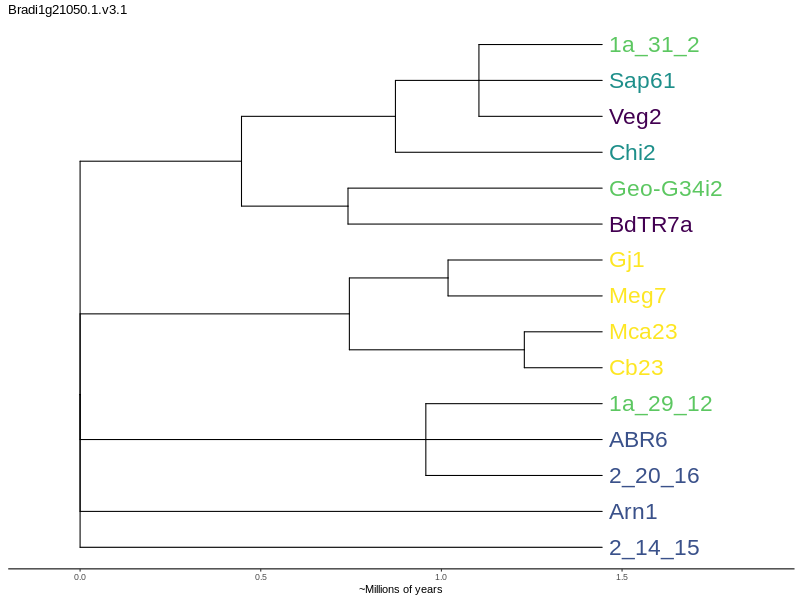 Bradi1g21050.1.v3.1
1a_31_2
Sap61
Veg2
Chi2
Geo-G34i2
BdTR7a
Gj1
Meg7
Mca23
Cb23
1a_29_12
ABR6
2_20_16
Arn1
2_14_15
0.0 0.5 1.0 1.5
~Millions of years